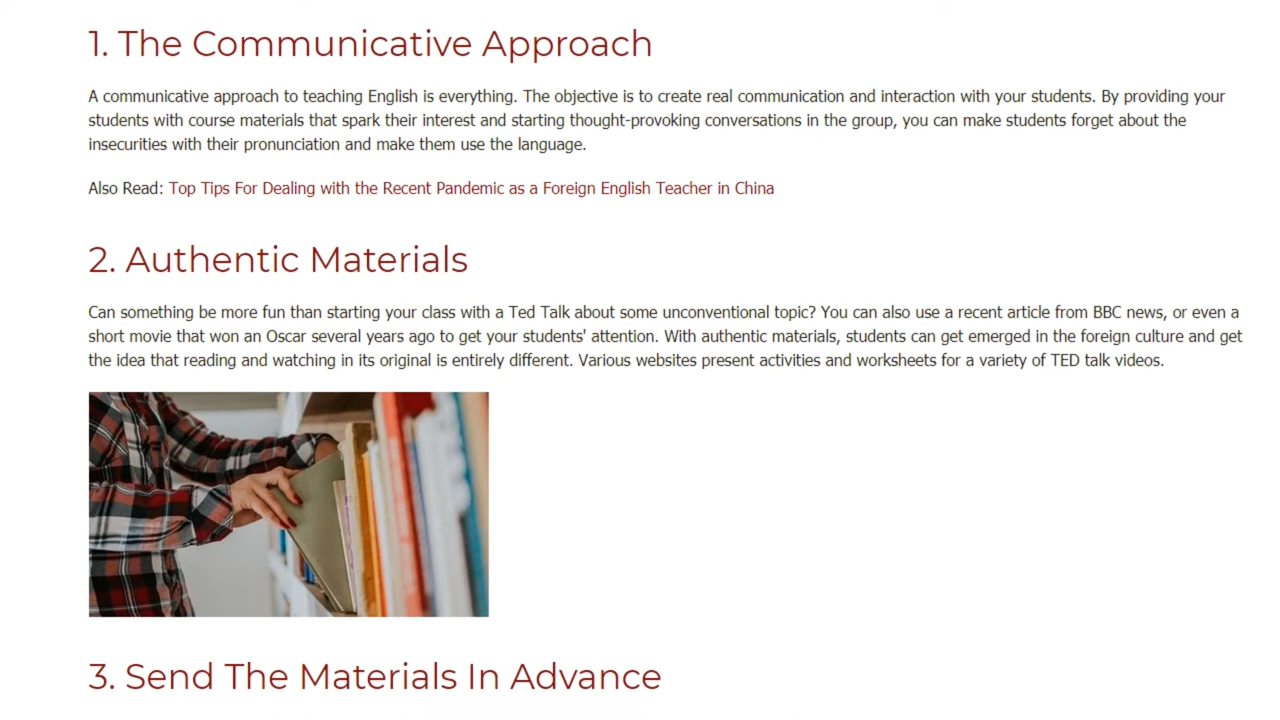 1. The Communicative Approach
A communicative approach to teaching English is everything. The objective is to create real communication and interaction with your students. By providing your
students with course materials that spark their interest and starting thought-provoking conversations in the group, you can make students forget about the
insecurities with their pronunciation and make them use the language.
Also Read: Top Tips For Dealing with the Recent Pandemic as a Foreign English Teacher in China
2. Authentic Materials
Can something be more fun than starting your class with a Ted Talk about some unconventional topic? You can also use a recent article from BBC news, or even a
short movie that won an Oscar several years ago to get your students' attention. With authentic materials, students can get emerged in the foreign culture and get
the idea that reading and watching in its original is entirely different. Various websites present activities and worksheets for a variety of TED talk videos.
3. Send The Materials In Advance